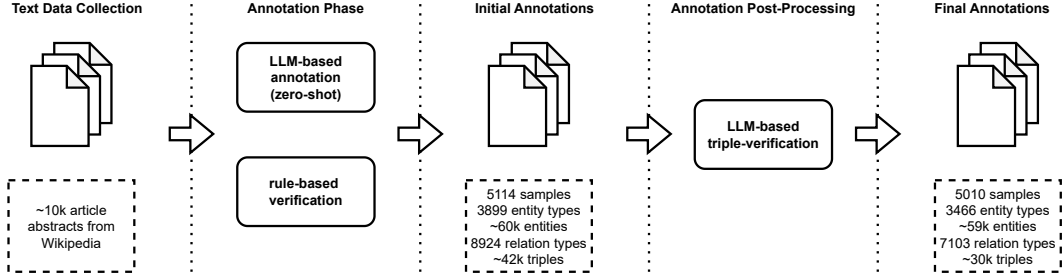 Text Data Collection
Annotation Phase
Initial Annotations
Annotation Post-Processing
Final Annotations
LLM-based
annotation
(zero-shot)
rule-based
verification
LLM-based
triple-verification
~10k article
abstracts from
Wikipedia
5114 samples
3899 entity types
~60k entities
8924 relation types
~42k triples
5010 samples
3466 entity types
~59k entities
7103 relation types
~30k triples